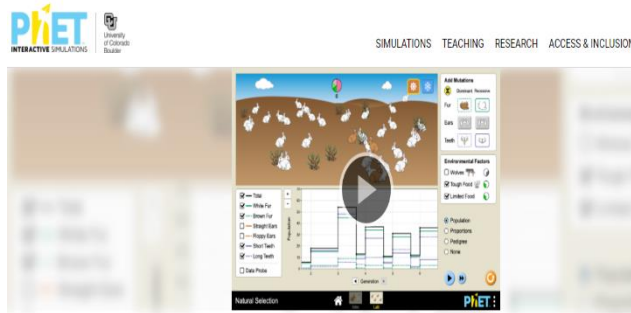 PhET
INTERACTIVE SIMULATIONS
University
of Colorado
Boulder
SIMULATIONS TEACHING RESEARCH ACCESS & INCLUSION
Add Mutations
Dominant Recessive
Fur
Ears
Teeth
Environmental Factors
Wolves
Tough Food
Limited Food
Population
Proportions
Pedigree
None
Total
White Fur
Brown Fur
Straight Ears
Floppy Ears
Short Teeth
Long Teeth
Data Probe
Population
Generation
Natural Selection
Lab
PhET